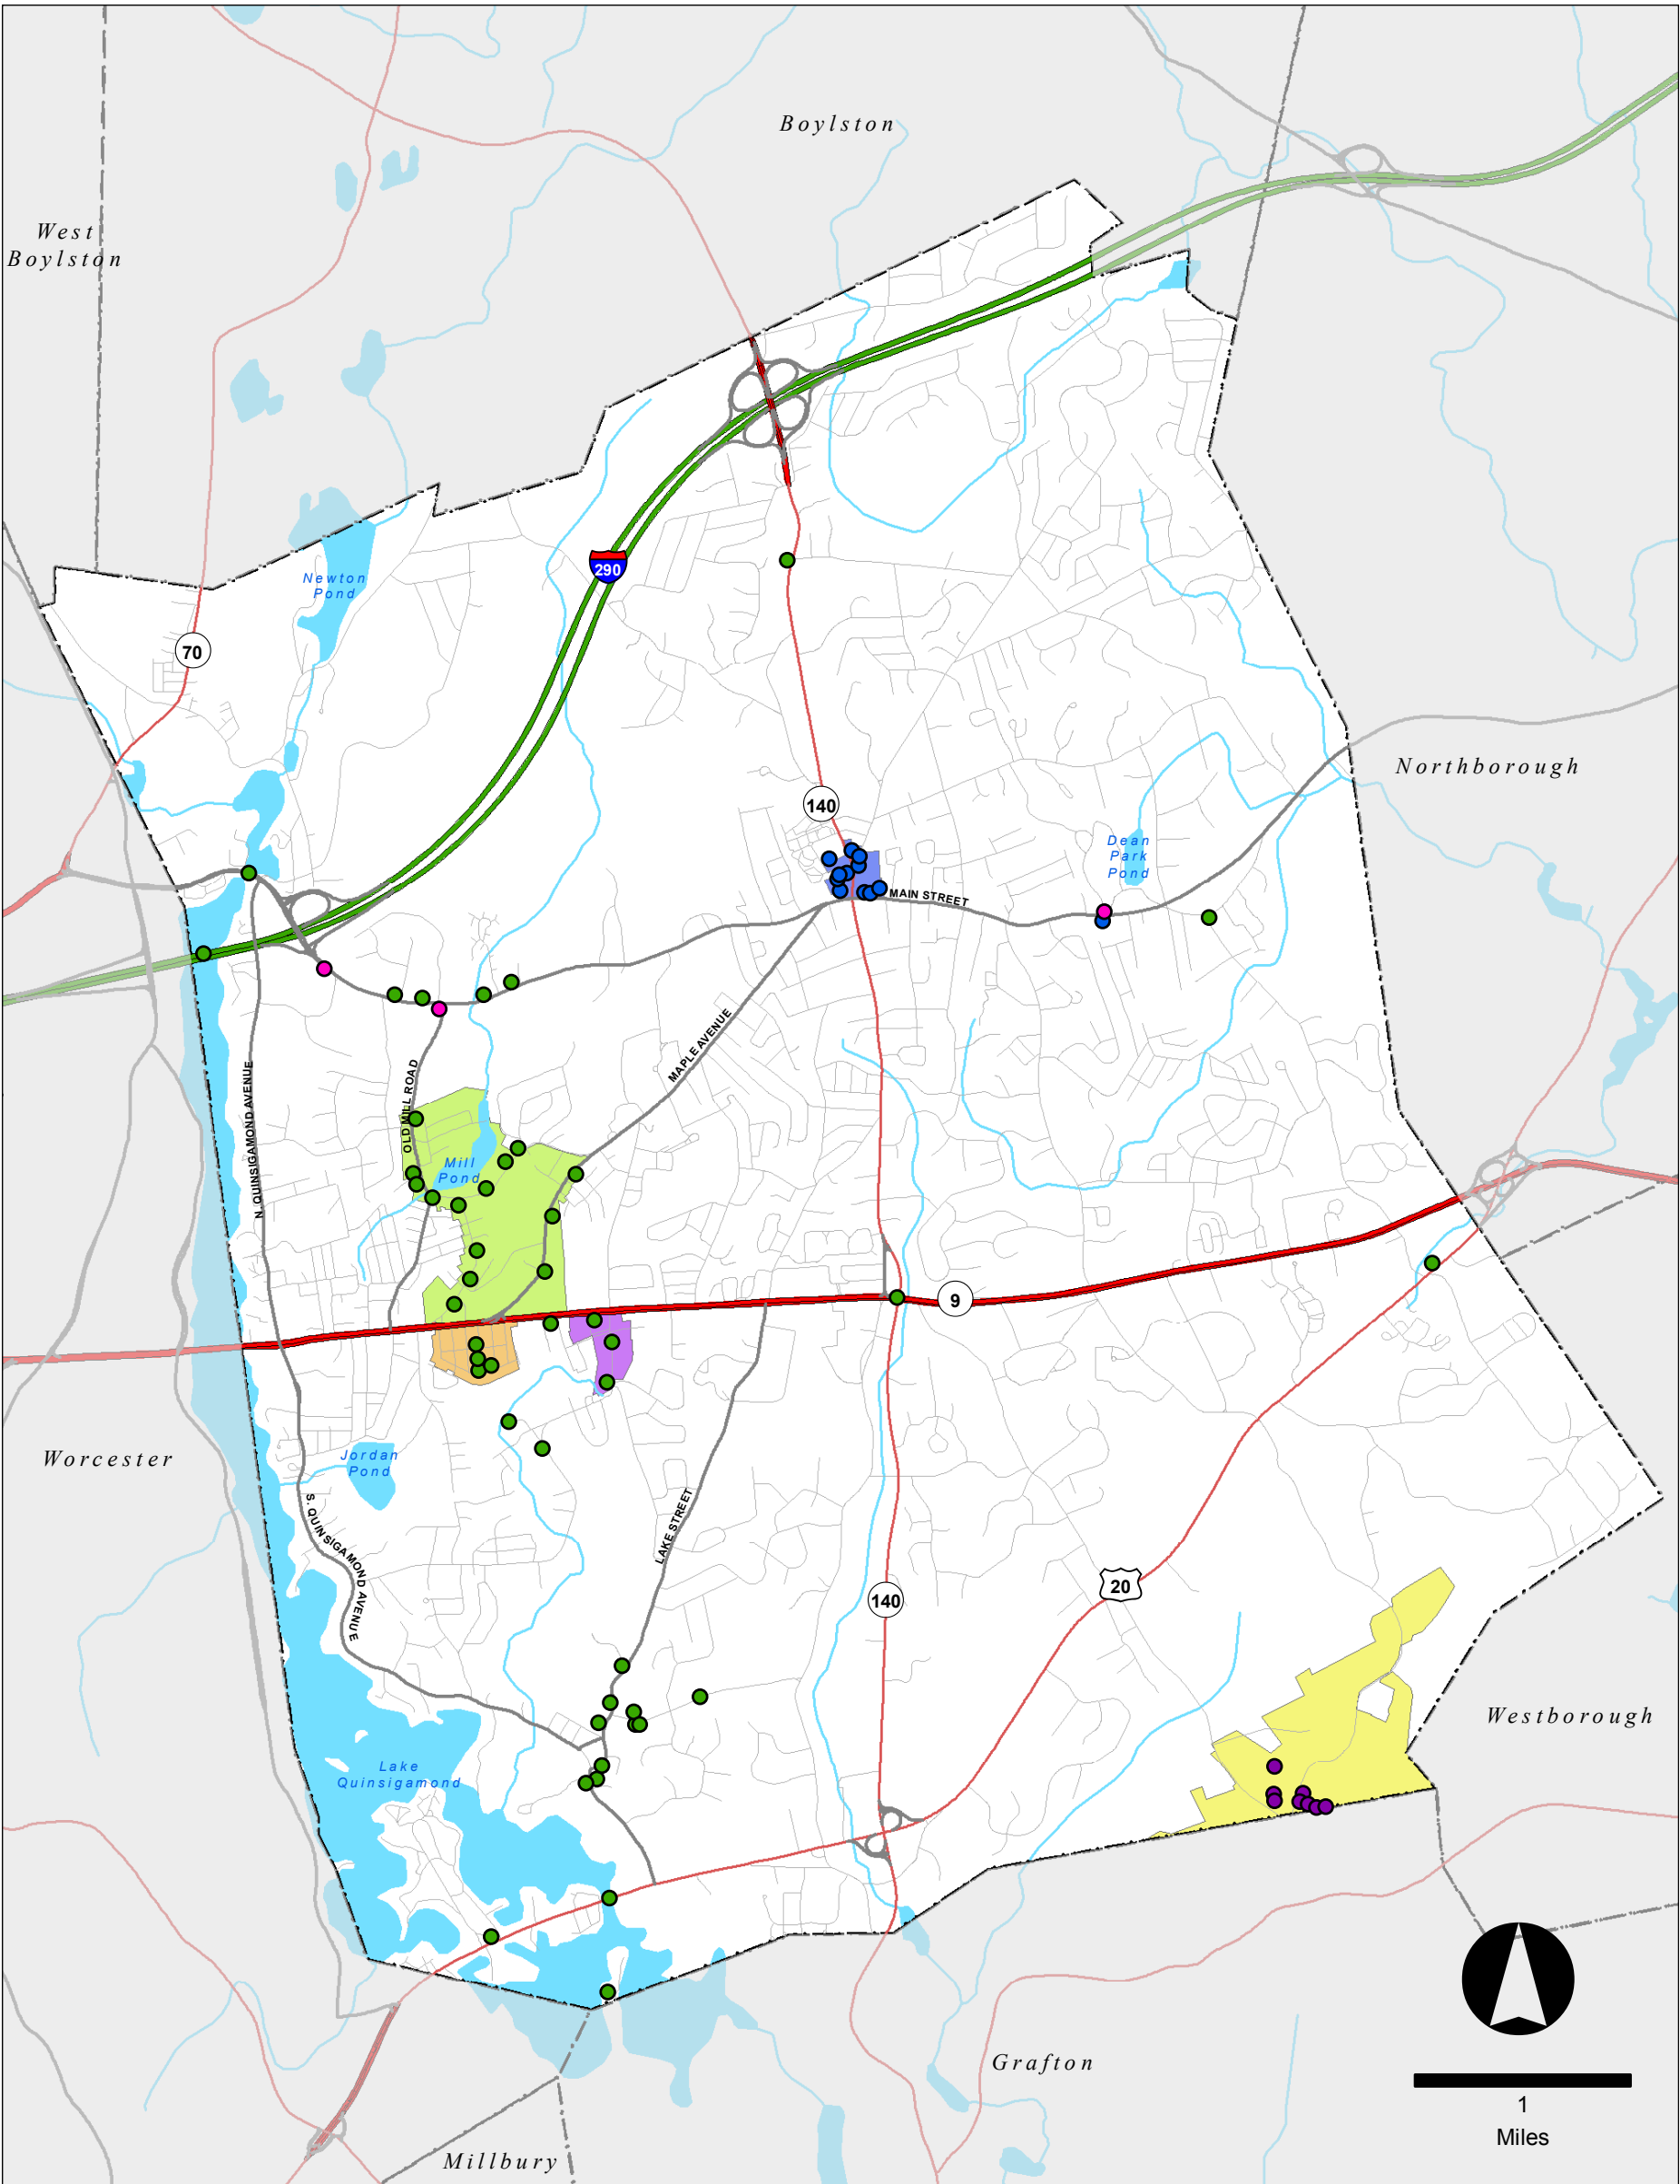 Boylston
West
Boylston
290
Newton
Pond
70
Northborough
140
Dean
Park
Pond
MAIN STREET
MAPLE AVENUE
OLD MILL ROAD
N. QUINSIGAMOND AVENUE
Mill
Pond
9
Worcester
Jordan
Pond
S. QUINSIGAMOND AVENUE
LAKE STREET
20
140
Westborough
Lake
Quinsigamond
Grafton
1
Miles
Millbury